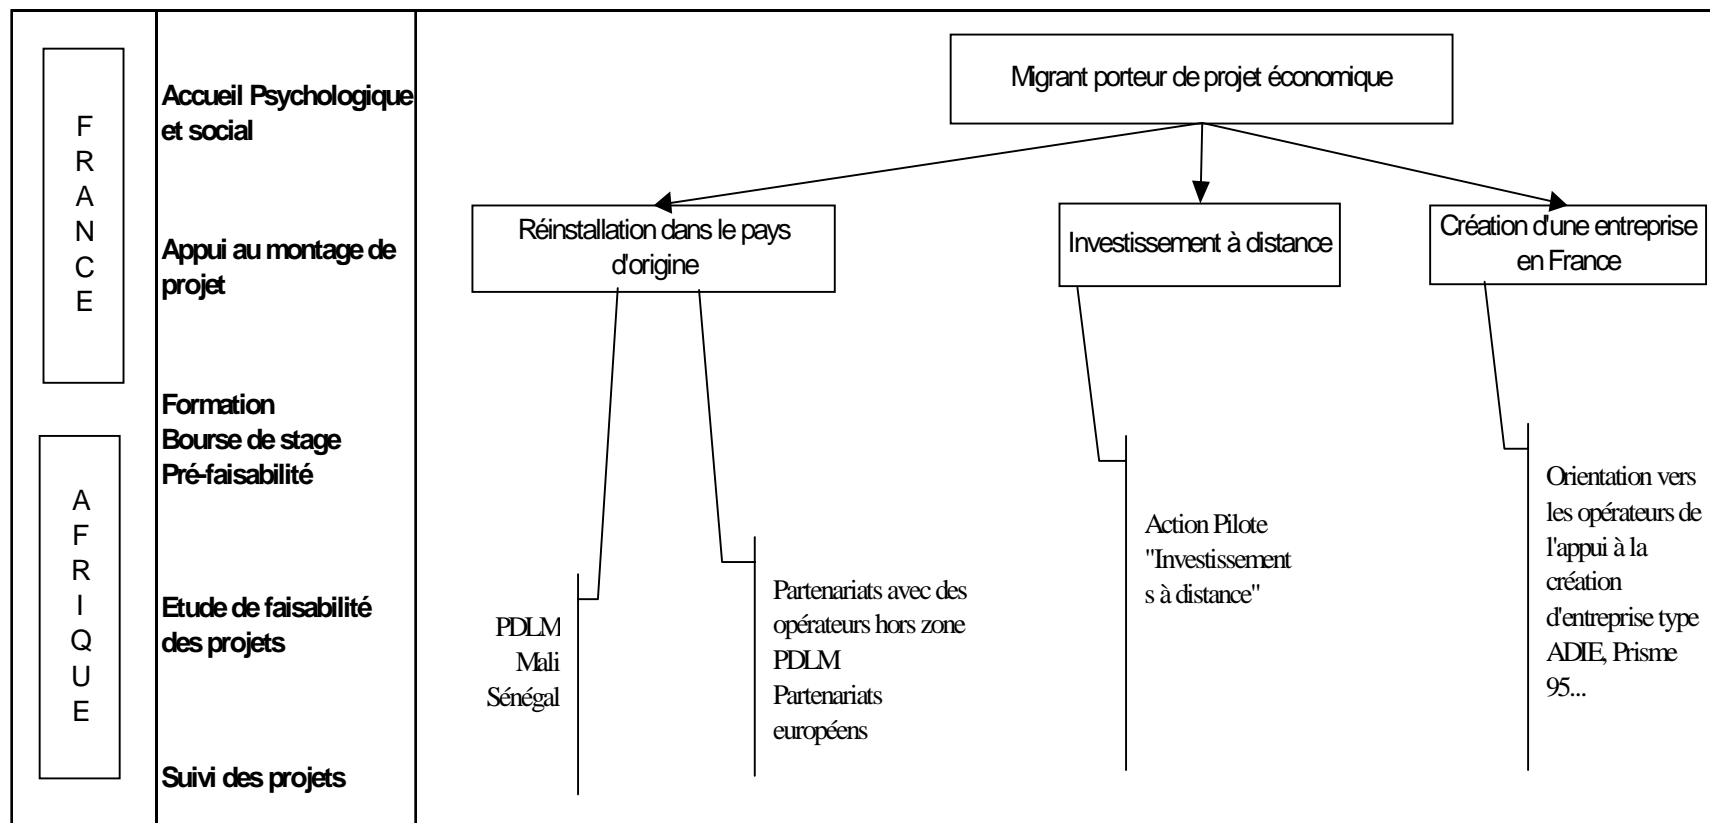 FRANCE
AFRIQUE
Accueil Psychologique
et social
Appui au montage de
projet
Formation
Bourse de stage
Pré-faisabilité
Etude de faisabilité
des projets
Suivi des projets
Migrant porteur de projet économique
Réinstallation dans le pays
d'origine
Investissement à distance
Création d'une entreprise
en France
PDLM
Mali
Sénégal
Partenariats avec des
opérateurs hors zone
PDLM
Partenariats
européens
Action Pilote
"Investissement
s à distance"
Orientation vers
les opérateurs de
l'appui à la
création
d'entreprise type
ADIE, Prisme
95...